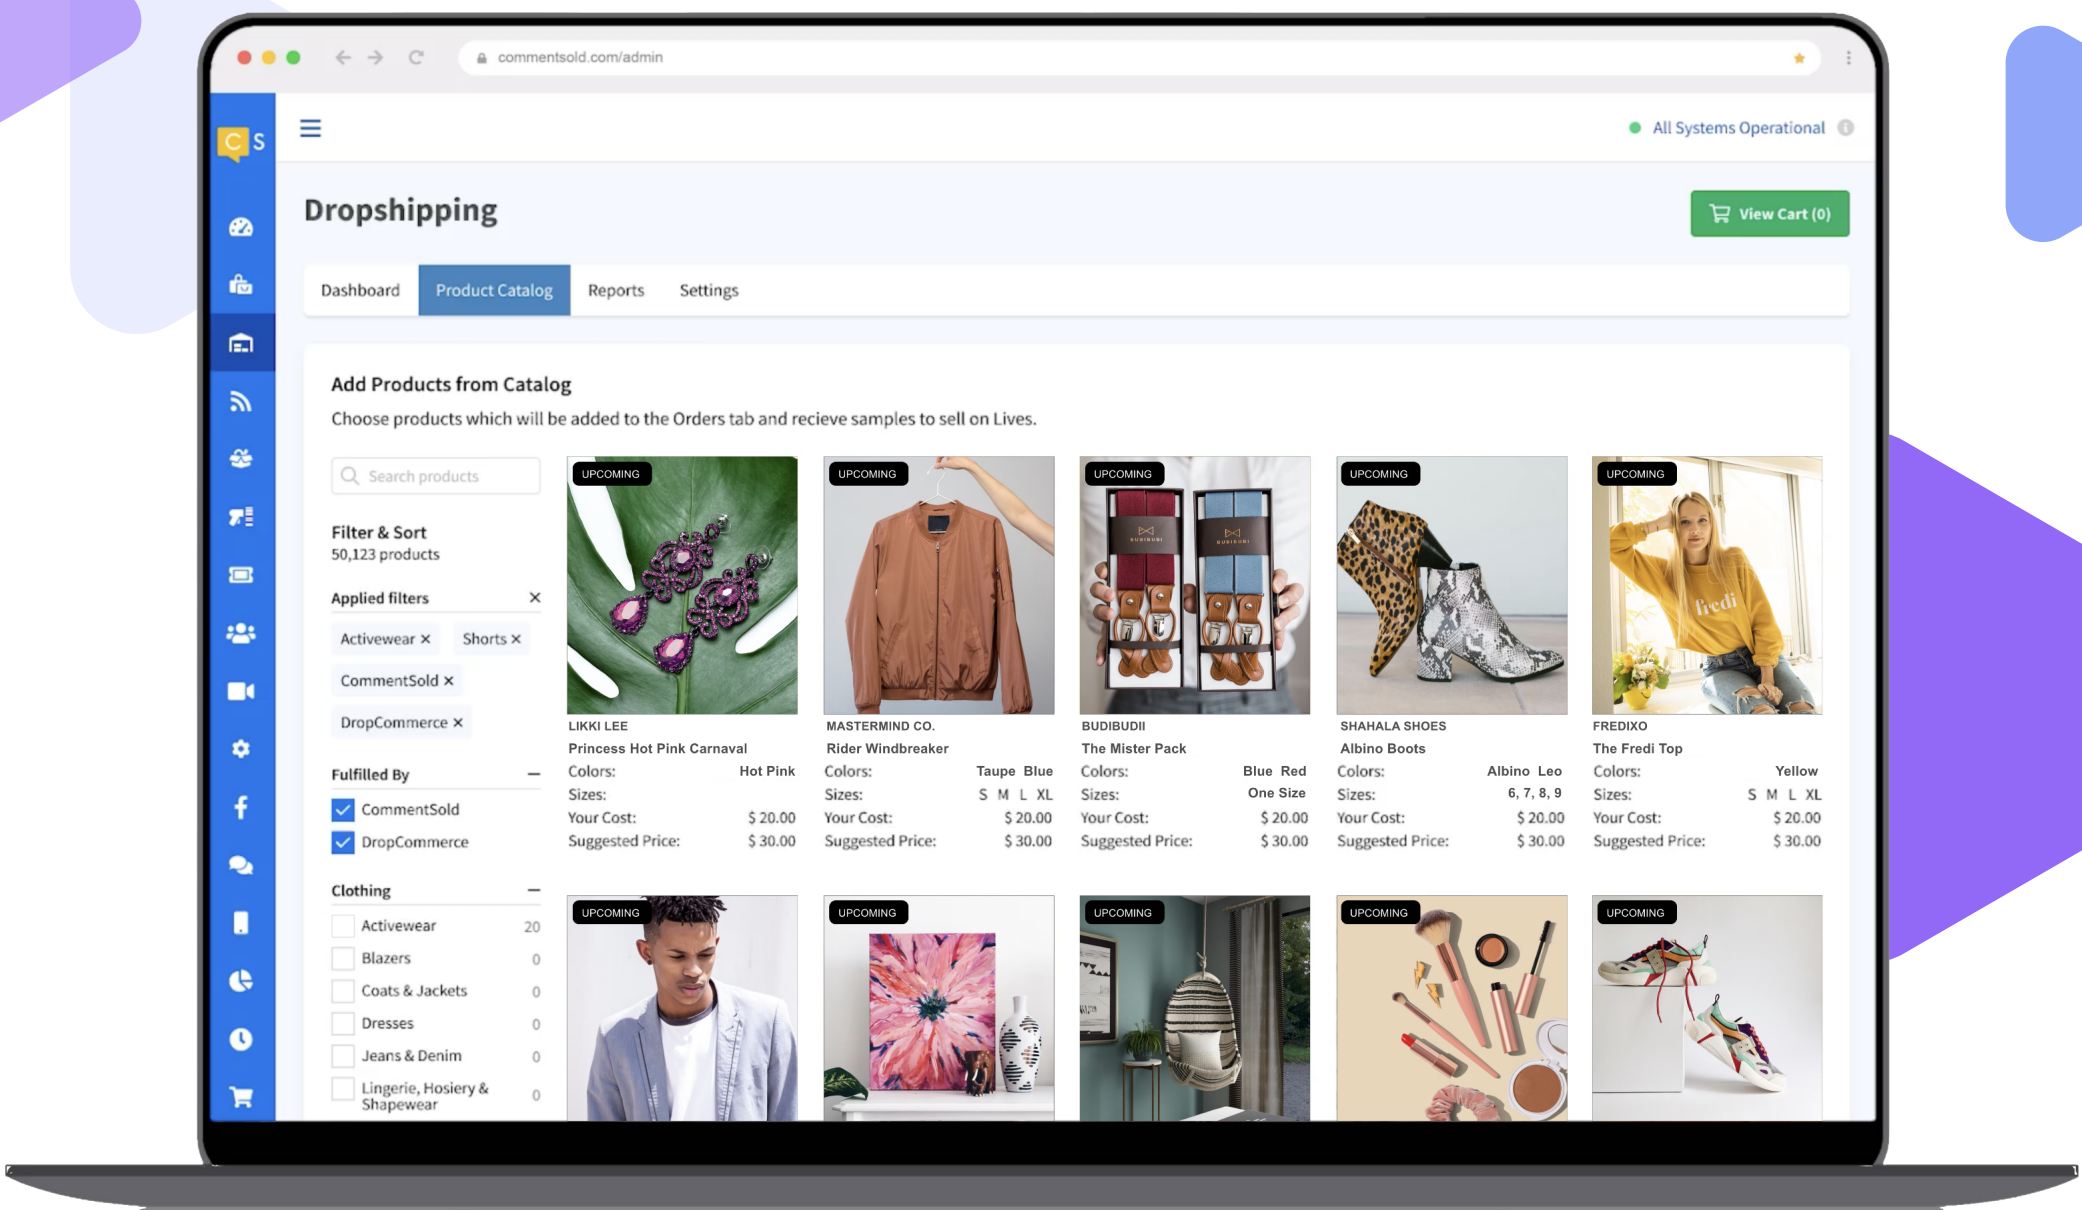 commentsold.com/admin
C S
All Systems Operational
Dropshipping
View Cart (0)
Dashboard
Product Catalog
Reports
Settings
Add Products from Catalog
Choose products which will be added to the Orders tab and recieve samples to sell on Lives.
Search products
Filter & Sort
50,123 products
Applied filters ×
Activewear × Shorts ×
CommentSold ×
DropCommerce ×
Fulfilled By
CommentSold
DropCommerce
Clothing
Activewear 20
Blazers 0
Coats & Jackets 0
Dresses 0
Jeans & Denim 0
Lingerie, Hosiery & 0
Shapewear
UPCOMING
LIKKI LEE
Princess Hot Pink Carnaval
Colors: Hot Pink
Sizes:
Your Cost: $ 20.00
Suggested Price: $ 30.00
UPCOMING
MASTERMIND CO.
Rider Windbreaker
Colors: Taupe Blue
Sizes: S M L XL
Your Cost: $ 20.00
Suggested Price: $ 30.00
UPCOMING
BUDIBUDI
BUDIBUDI
BUDIBUDII
The Mister Pack
Colors: Blue Red
Sizes: One Size
Your Cost: $ 20.00
Suggested Price: $ 30.00
UPCOMING
SHAHALA SHOES
Albino Boots
Colors: Albino Leo
Sizes: 6, 7, 8, 9
Your Cost: $ 20.00
Suggested Price: $ 30.00
UPCOMING
fredi
FREDIXO
The Fredi Top
Colors: Yellow
Sizes: S M L XL
Your Cost: $ 20.00
Suggested Price: $ 30.00
UPCOMING
UPCOMING
UPCOMING
UPCOMING
UPCOMING